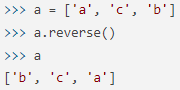 >>> a = ['a', 'c', 'b']
>>> a.reverse()
>>> a
['b', 'c', 'a']